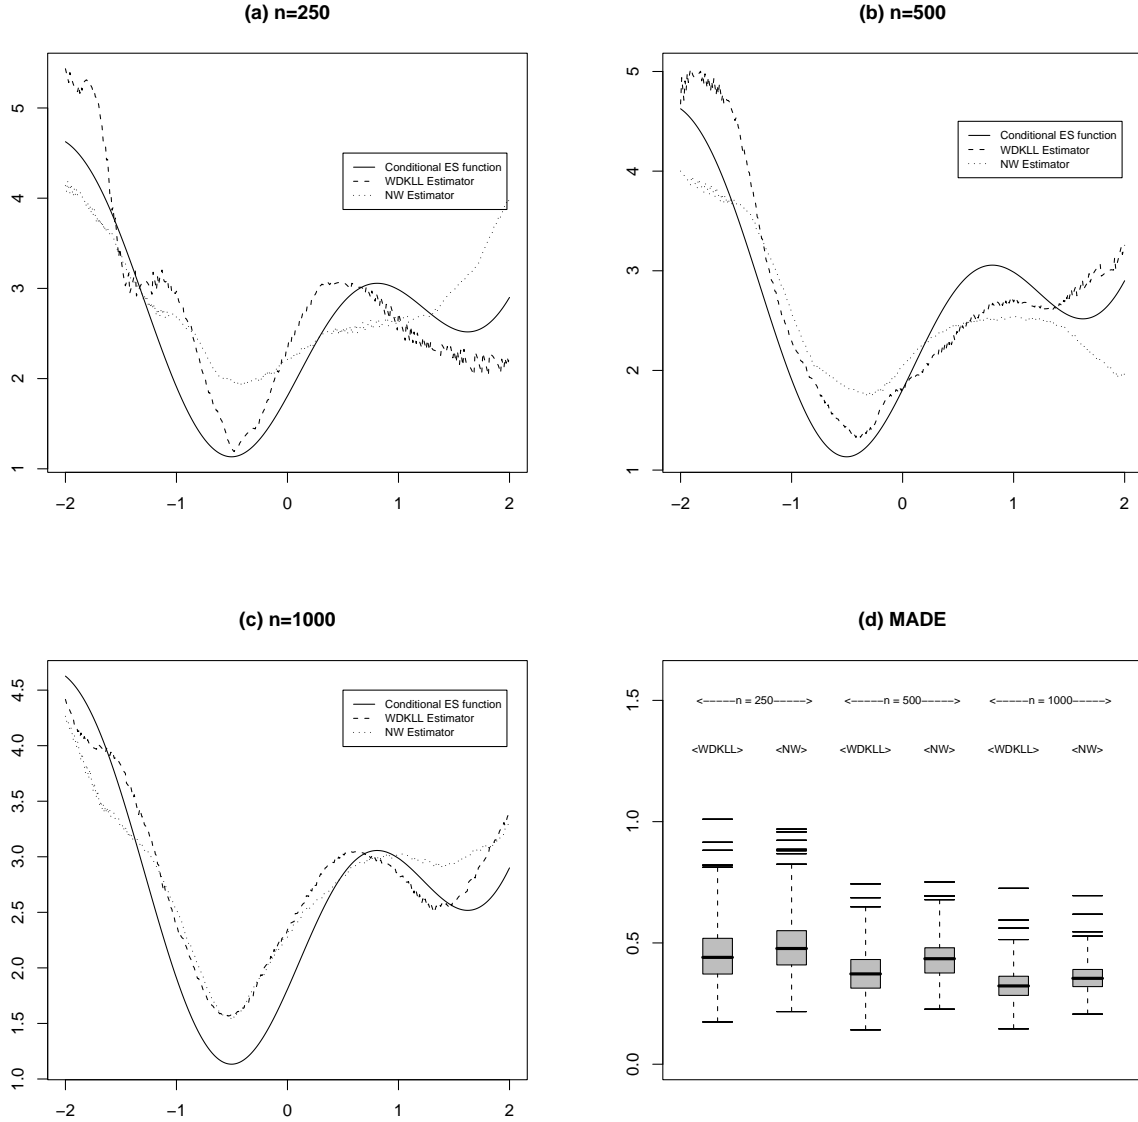 (a) n=250
5
4
3
2
1
Conditional ES function
WDKLL Estimator
NW Estimator
−2 −1 0 1 2
(b) n=500
5
4
3
2
1
Conditional ES function
WDKLL Estimator
NW Estimator
−2 −1 0 1 2
(c) n=1000
4.5
4.0
3.5
3.0
2.5
2.0
1.5
1.0
Conditional ES function
WDKLL Estimator
NW Estimator
−2 −1 0 1 2
(d) MADE
1.5
1.0
0.5
0.0
<−−−−−n = 250−−−−−> <−−−−−n = 500−−−−−> <−−−−−n = 1000−−−−−>
<WDKLL> <NW> <WDKLL> <NW> <WDKLL> <NW>